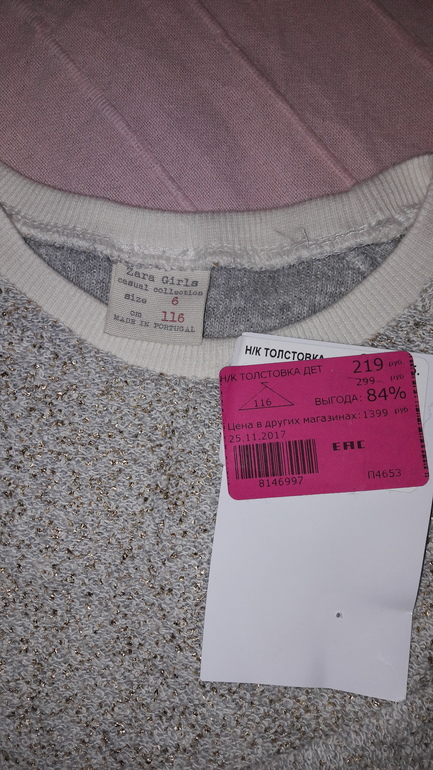 Zara Girls
casual collection
size 6
cm 116
MADE IN PORTUGAL
Н/К ТОЛСТОВКА
Н/К ТОЛСТОВКА ДЕТ 219 руб
299
116 ВЫГОДА: 84%
Цена в других магазинах: 1399 руб
25.11.2017
EAC
8146997 П4653